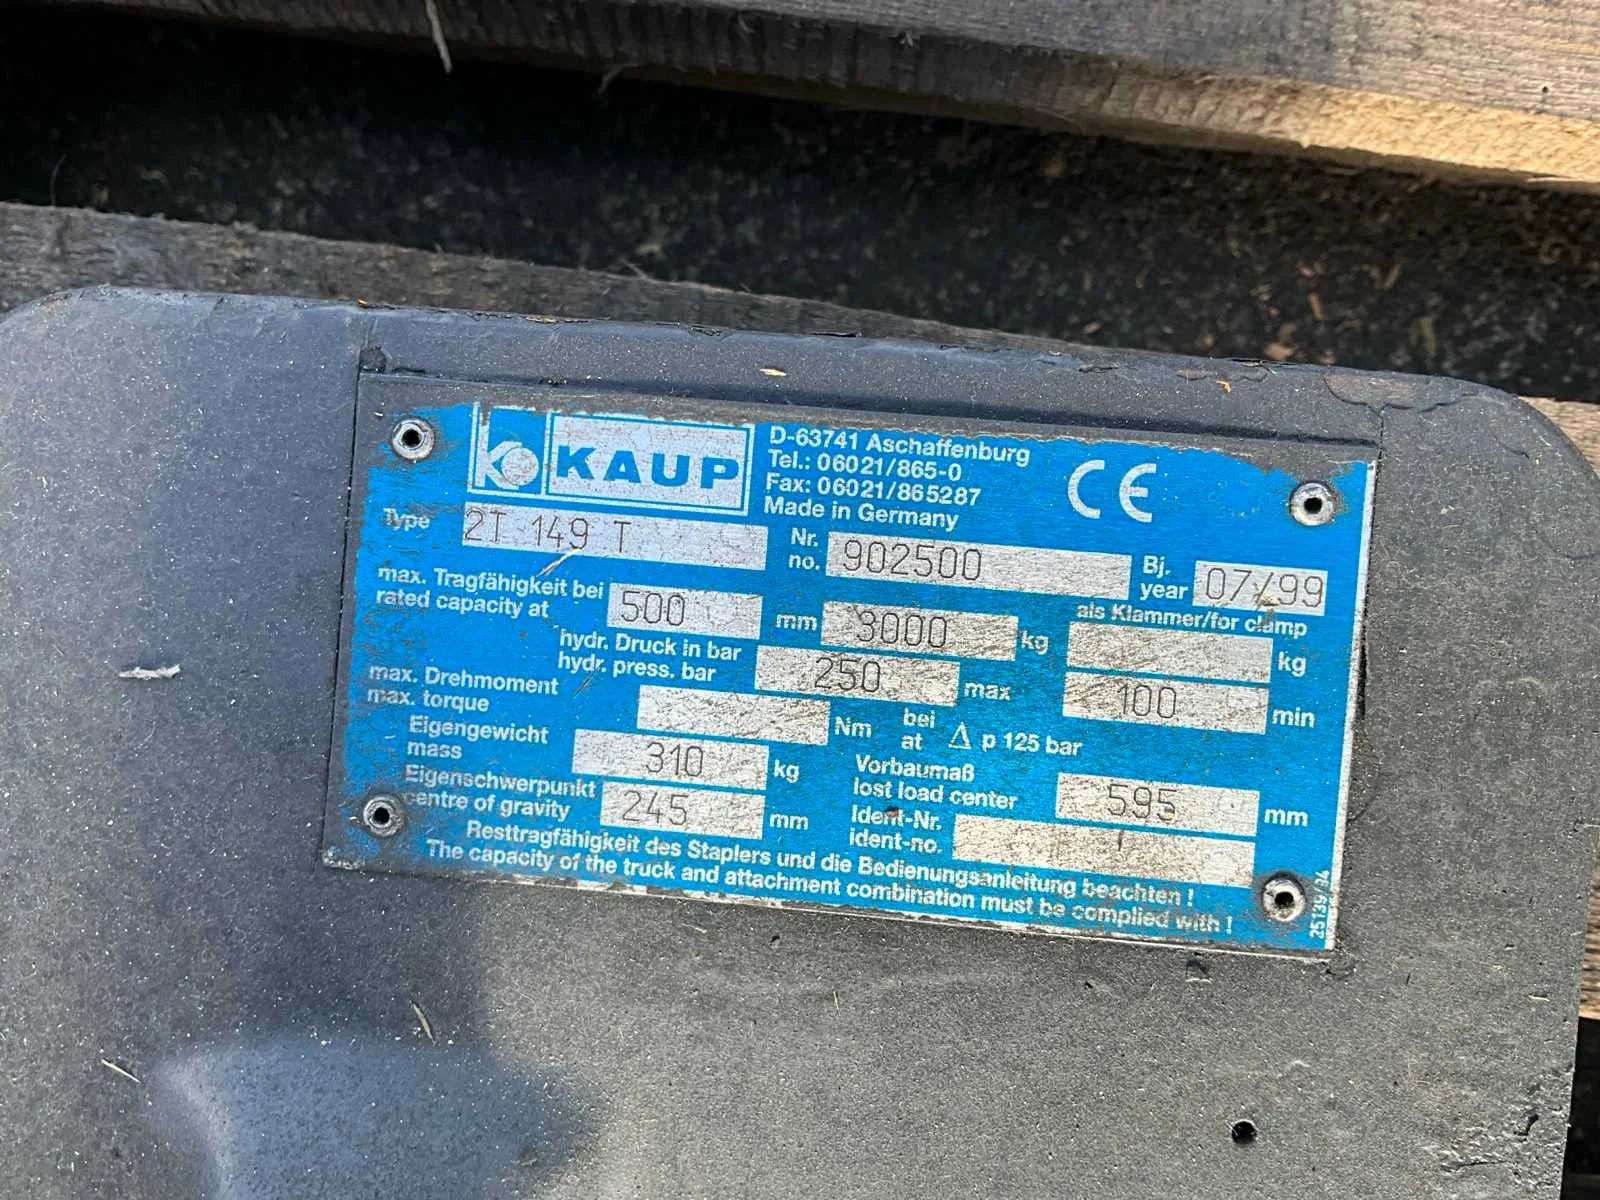 KAUP
D-63741 Aschaffenburg
Tel.: 06021/865-0
Fax: 06021/865287
Made in Germany
CE
Type 2T 149 T Nr. no. 902500 Bj. year 07/99
max. Tragfähigkeit bei
rated capacity at 500 mm 3000 kg als Klammer/for clamp kg
hydr. Druck in bar
hydr. press. bar 250 max 100 min
max. Drehmoment
max. torque Nm bei at Δ p 125 bar
Eigengewicht
mass 310 kg Vorbaumaß
lost load center 595 mm
Eigenschwerpunkt
centre of gravity 245 mm Ident-Nr.
ident-no.
Resttragfähigkeit des Staplers und die Bedienungsanleitung beachten !
The capacity of the truck and attachment combination must be complied with !
25139/94